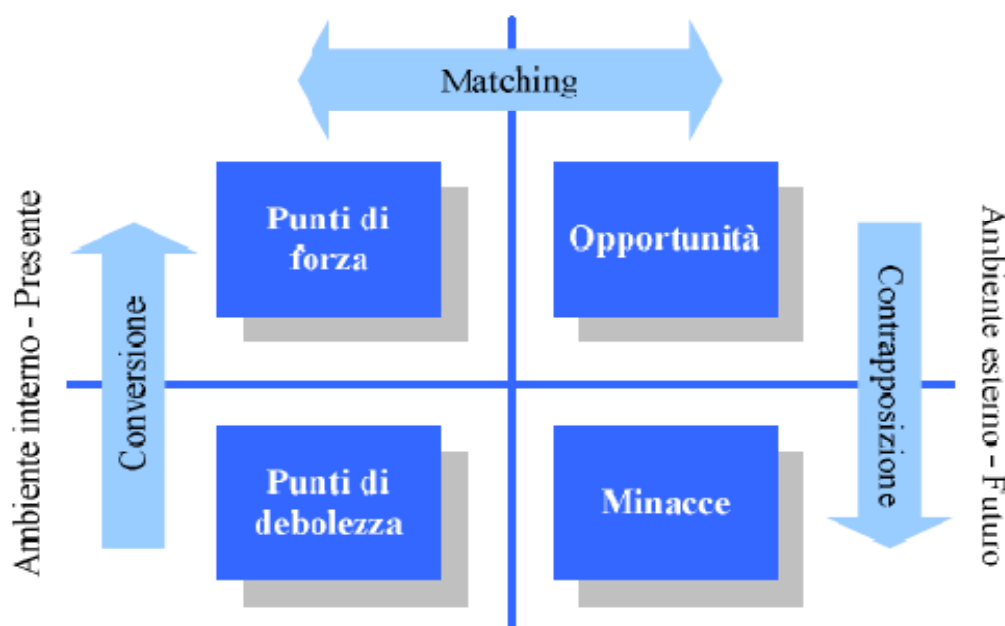 Matching
Ambiente interno - Presente
Conversione
Punti di
forza
Opportunità
Contrapposizione
Ambiente esterno - Futuro
Punti di
debolezza
Minacce